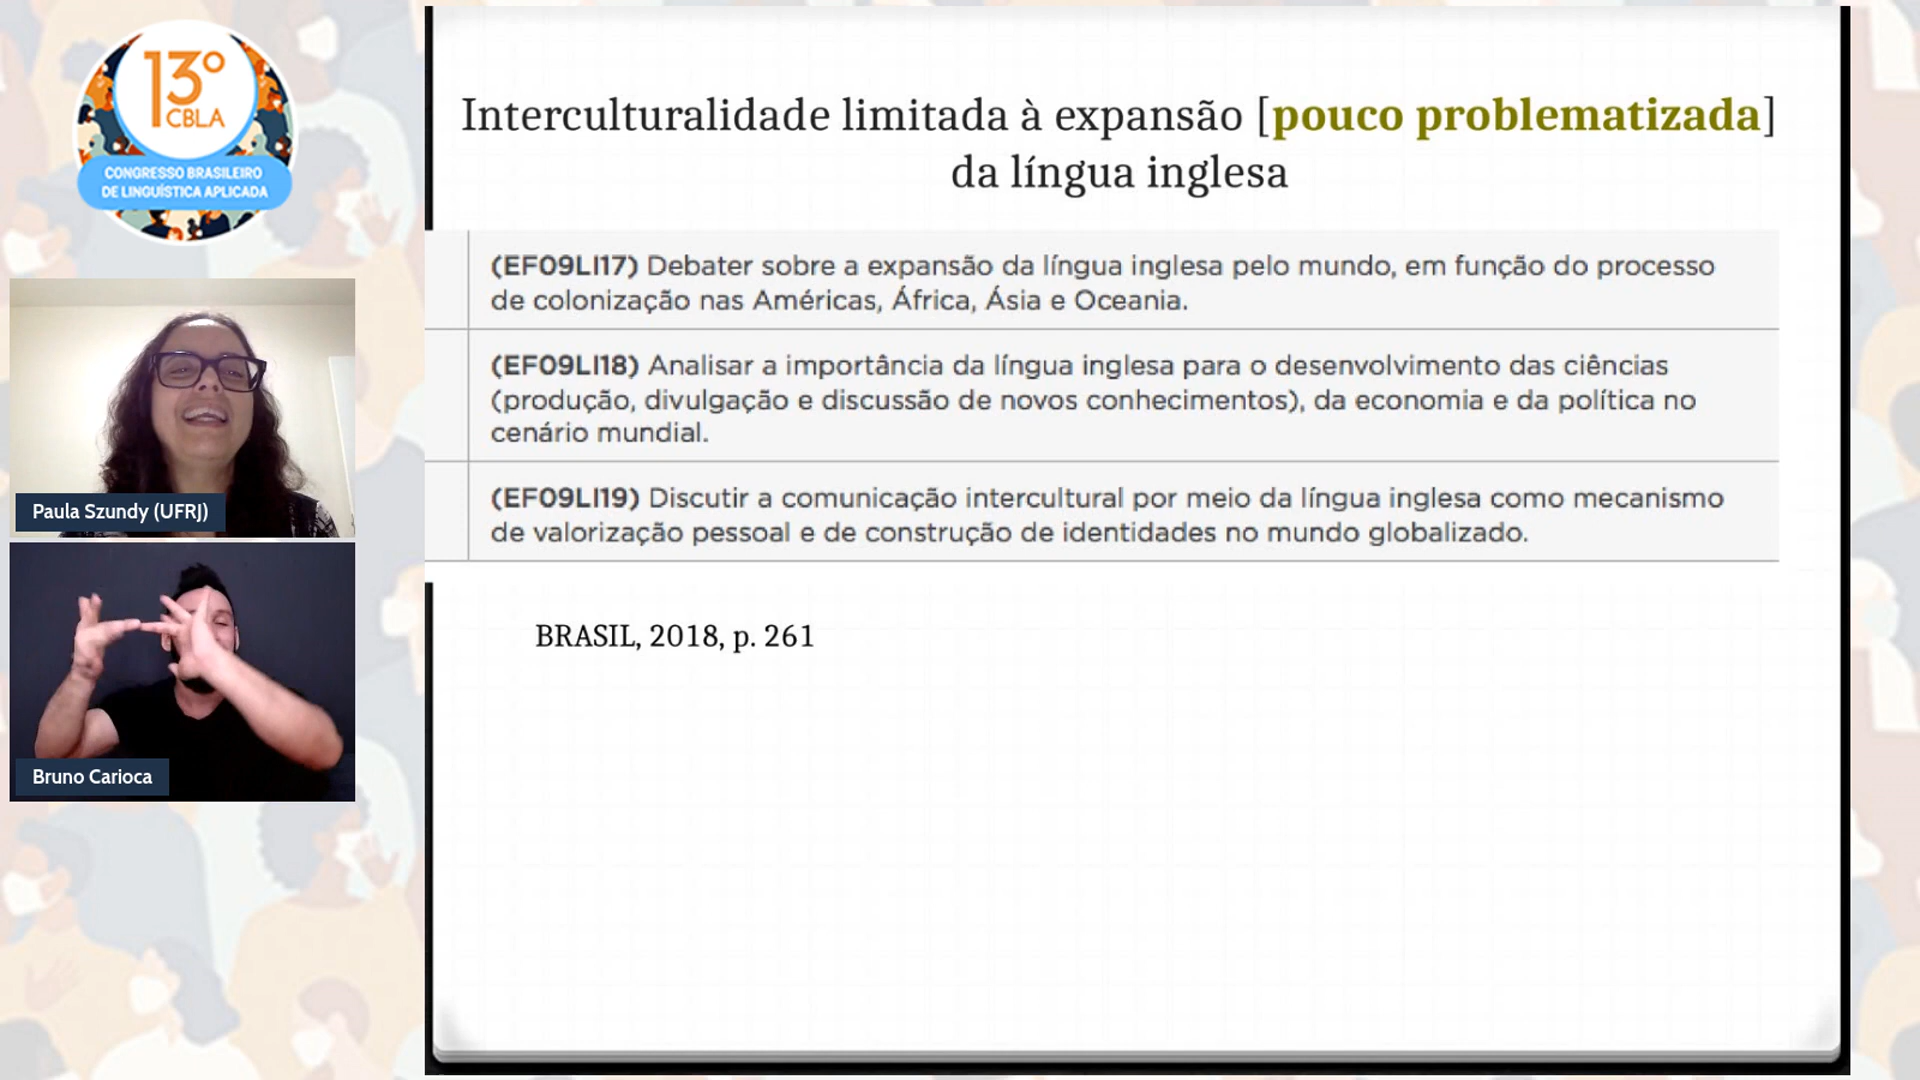 13º
CBLA
CONGRESSO BRASILEIRO
DE LINGUÍSTICA APLICADA
Paula Szundy (UFRJ)
Bruno Carioca
Interculturalidade limitada à expansão [pouco problematizada]
da língua inglesa
(EF09LI17) Debater sobre a expansão da língua inglesa pelo mundo, em função do processo
de colonização nas Américas, África, Ásia e Oceania.
(EF09LI18) Analisar a importância da língua inglesa para o desenvolvimento das ciências
(produção, divulgação e discussão de novos conhecimentos), da economia e da política no
cenário mundial.
(EF09LI19) Discutir a comunicação intercultural por meio da língua inglesa como mecanismo
de valorização pessoal e de construção de identidades no mundo globalizado.
BRASIL, 2018, p. 261